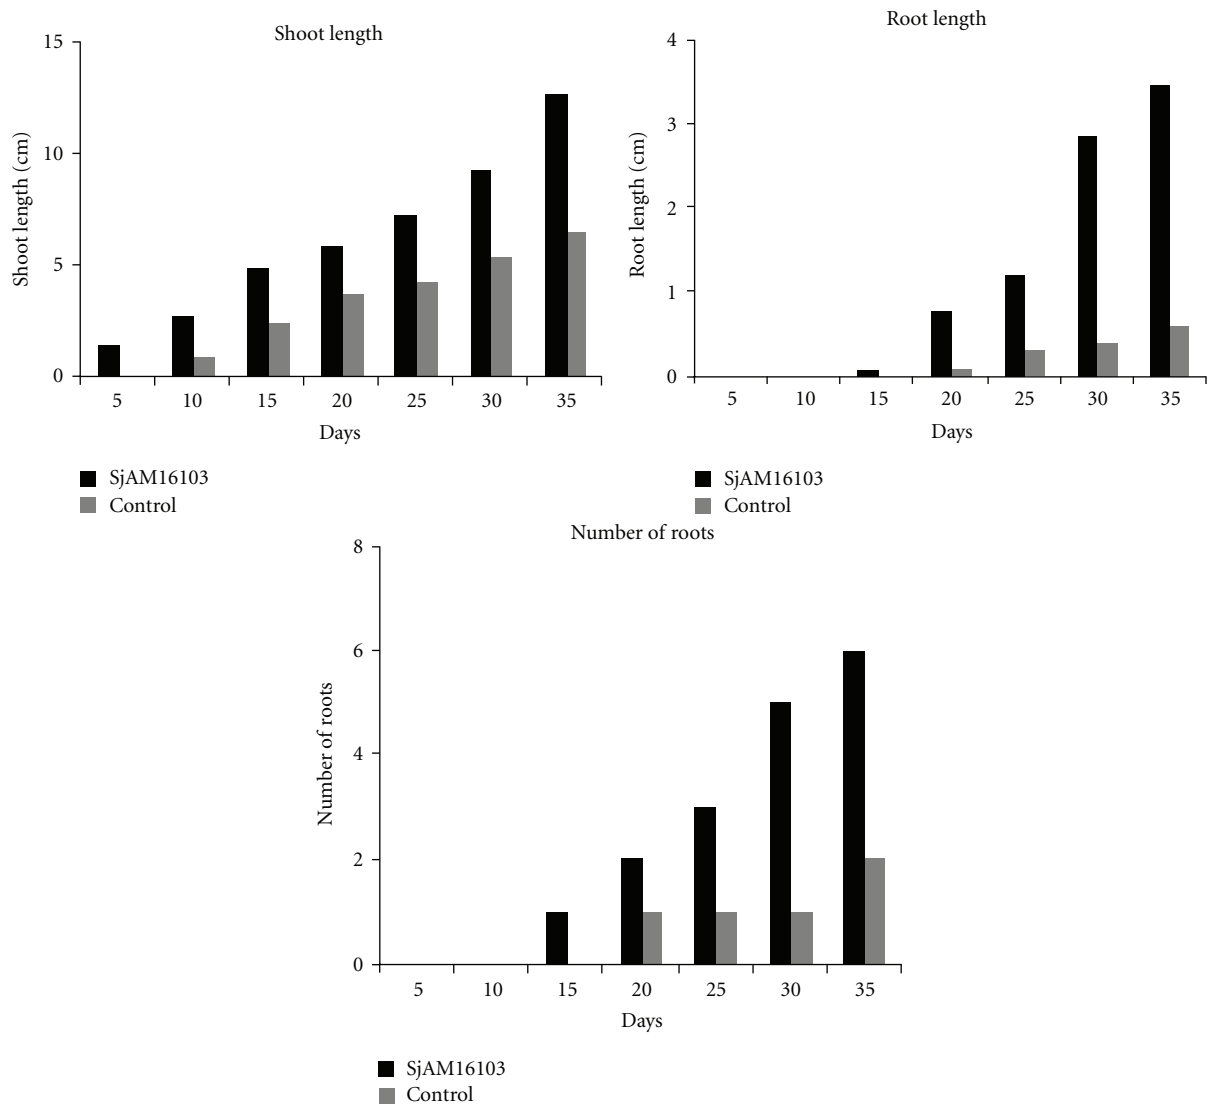 Shoot length
15
10
5
0
Shoot length (cm)
5 10 15 20 25 30 35
Days
SjAM16103
Control
Root length
4
3
2
1
0
Root length (cm)
5 10 15 20 25 30 35
Days
SjAM16103
Control
Number of roots
8
6
4
2
0
Number of roots
5 10 15 20 25 30 35
Days
SjAM16103
Control